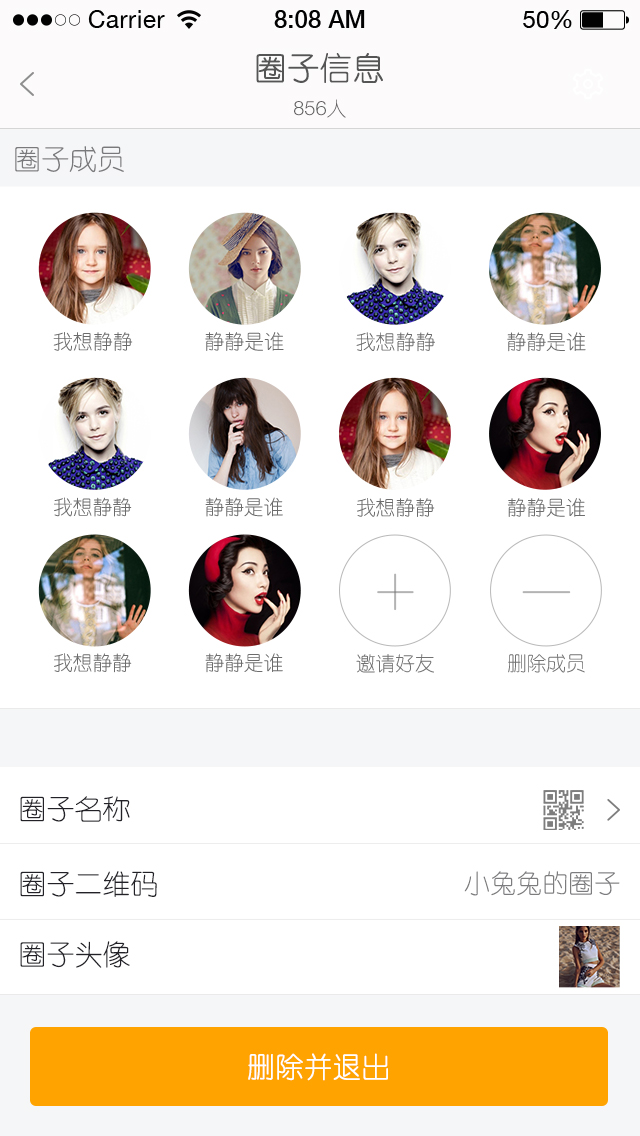 Carrier 8:08 AM 50%
圈子信息
856人
圈子成员
我想静静 静静是谁 我想静静 静静是谁
我想静静 静静是谁 我想静静 静静是谁
我想静静 静静是谁 邀请好友 删除成员
圈子名称
圈子二维码 小兔兔的圈子
圈子头像
删除并退出